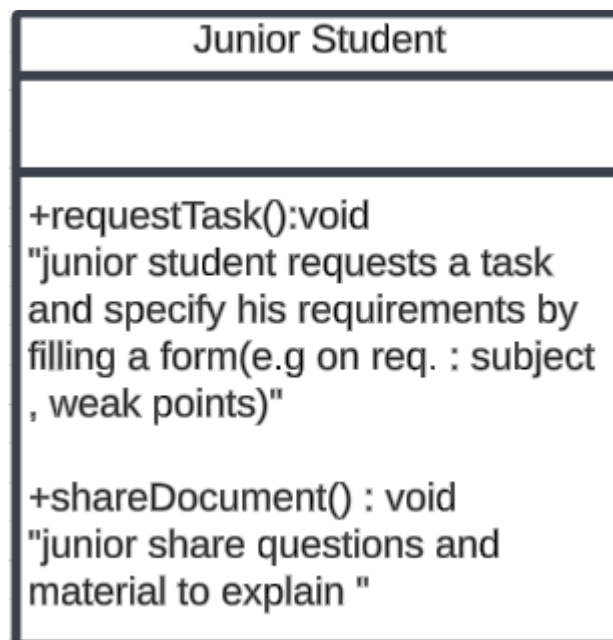 Junior Student
+requestTask():void
"junior student requests a task
and specify his requirements by
filling a form(e.g on req. : subject
, weak points)"
+shareDocument() : void
"junior share questions and
material to explain "